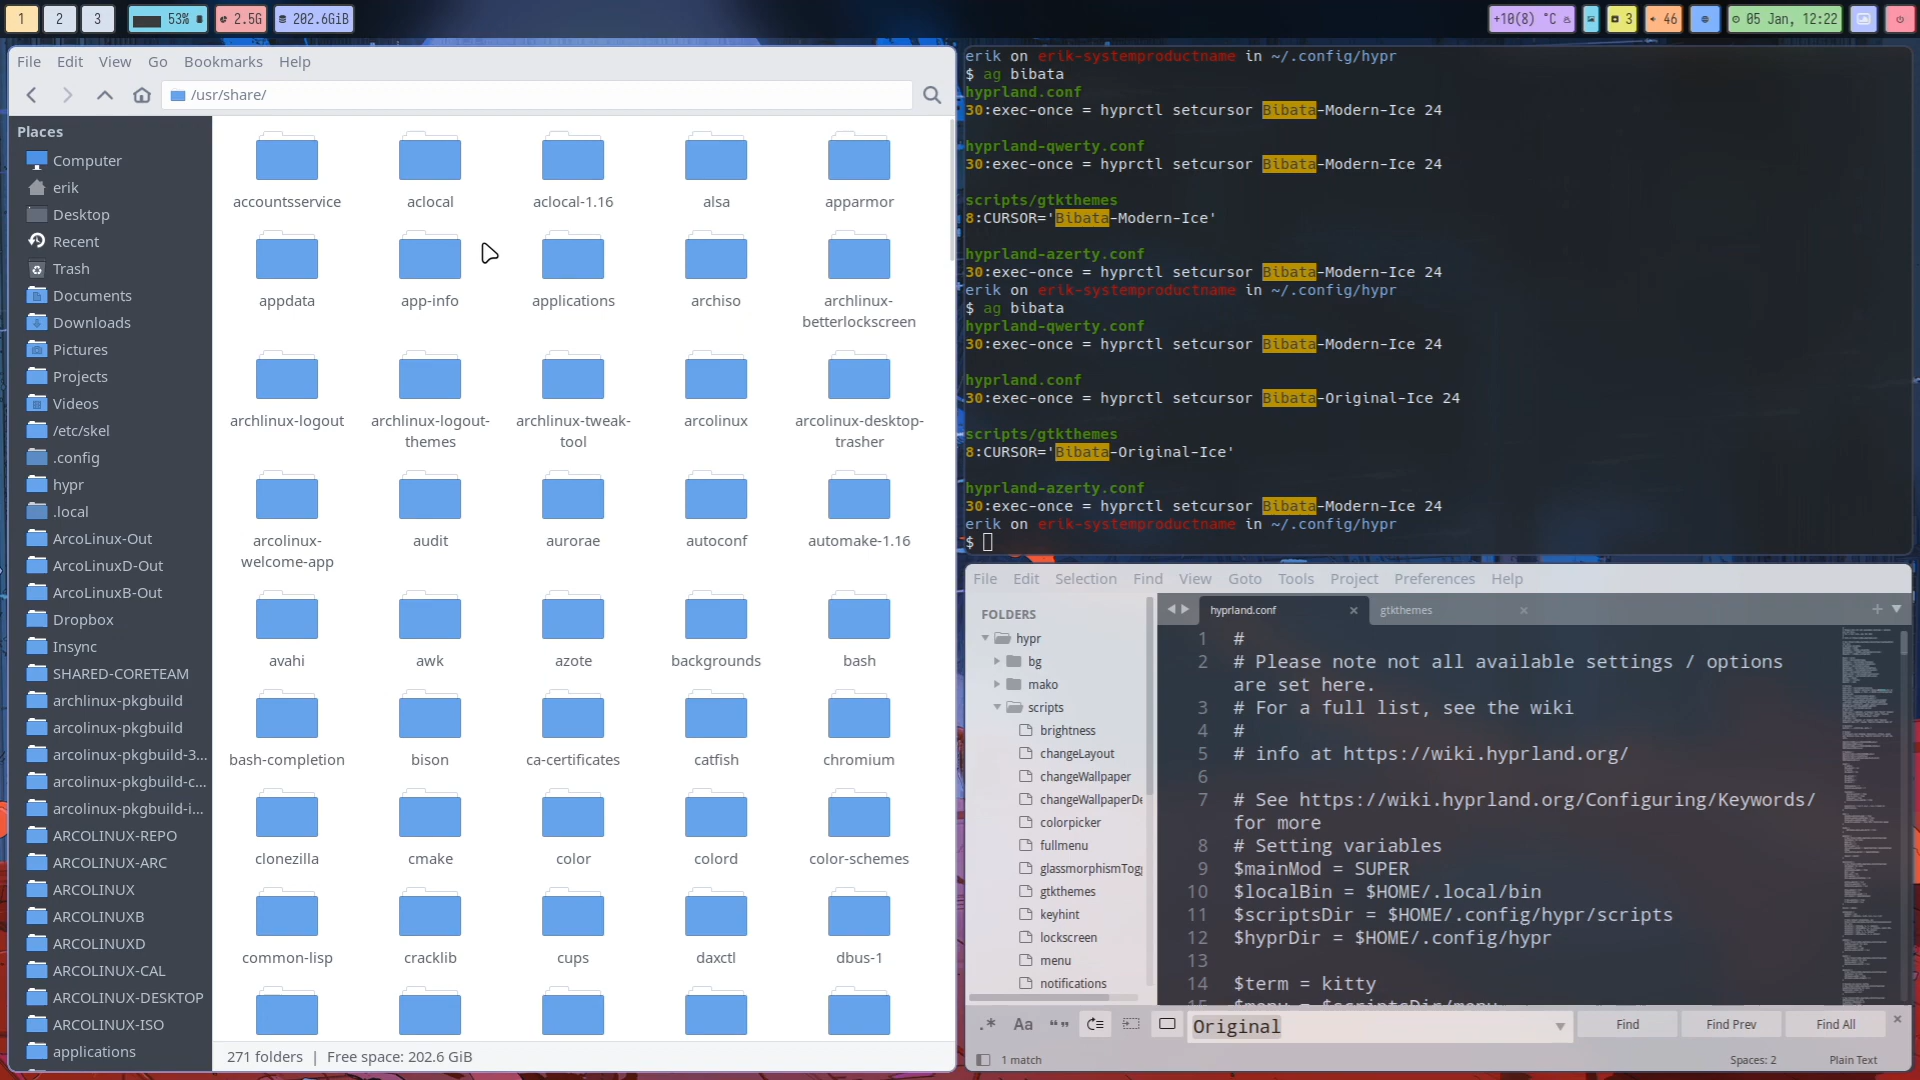 1 2 3 53% 2.5G 202.6GiB
+10(8) °C 3 46 05 Jan, 12:22
File Edit View Go Bookmarks Help
/usr/share/
Places
Computer
erik
Desktop
Recent
Trash
Documents
Downloads
Pictures
Projects
Videos
/etc/skel
.config
hypr
.local
ArcoLinux-Out
ArcoLinuxD-Out
ArcoLinuxB-Out
Dropbox
Insync
SHARED-CORETEAM
archlinux-pkgbuild
arcolinux-pkgbuild
arcolinux-pkgbuild-3...
arcolinux-pkgbuild-c...
arcolinux-pkgbuild-i...
ARCOLINUX-REPO
ARCOLINUX-ARC
ARCOLINUX
ARCOLINUXB
ARCOLINUXD
ARCOLINUX-CAL
ARCOLINUX-DESKTOP
ARCOLINUX-ISO
applications
accountsservice aclocal aclocal-1.16 alsa apparmor
appdata app-info applications archiso archlinux-
betterlockscreen
archlinux-logout archlinux-logout- archlinux-tweak- arcolinux arcolinux-desktop-
themes tool trasher
arcolinux- audit aurorae autoconf automake-1.16
welcome-app
avahi awk azote backgrounds bash
bash-completion bison ca-certificates catfish chromium
clonezilla cmake color colord color-schemes
common-lisp cracklib cups daxctl dbus-1
271 folders | Free space: 202.6 GiB
erik on erik-systemproductname in ~/.config/hypr
$ ag bibata
hyprland.conf
30:exec-once = hyprctl setcursor Bibata-Modern-Ice 24
hyprland-qwerty.conf
30:exec-once = hyprctl setcursor Bibata-Modern-Ice 24
scripts/gtkthemes
8:CURSOR='Bibata-Modern-Ice'
hyprland-azerty.conf
30:exec-once = hyprctl setcursor Bibata-Modern-Ice 24
erik on erik-systemproductname in ~/.config/hypr
$ ag bibata
hyprland-qwerty.conf
30:exec-once = hyprctl setcursor Bibata-Modern-Ice 24
hyprland.conf
30:exec-once = hyprctl setcursor Bibata-Original-Ice 24
scripts/gtkthemes
8:CURSOR='Bibata-Original-Ice'
hyprland-azerty.conf
30:exec-once = hyprctl setcursor Bibata-Modern-Ice 24
erik on erik-systemproductname in ~/.config/hypr
$
File Edit Selection Find View Goto Tools Project Preferences Help
FOLDERS
hypr
bg
mako
scripts
brightness
changeLayout
changeWallpaper
changeWallpaperDe
colorpicker
fullmenu
glassmorphismTogg
gtkthemes
keyhint
lockscreen
menu
notifications
hyprland.conf gtkthemes
1 #
2 # Please note not all available settings / options
are set here.
3 # For a full list, see the wiki
4 #
5 # info at https://wiki.hyprland.org/
6
7 # See https://wiki.hyprland.org/Configuring/Keywords/
for more
8 # Setting variables
9 $mainMod = SUPER
10 $localBin = $HOME/.local/bin
11 $scriptsDir = $HOME/.config/hypr/scripts
12 $hyprDir = $HOME/.config/hypr
13
14 $term = kitty
15 $menu = $scriptsDir/menu
.* Aa “” Original Find Find Prev Find All
1 match Spaces: 2 Plain Text